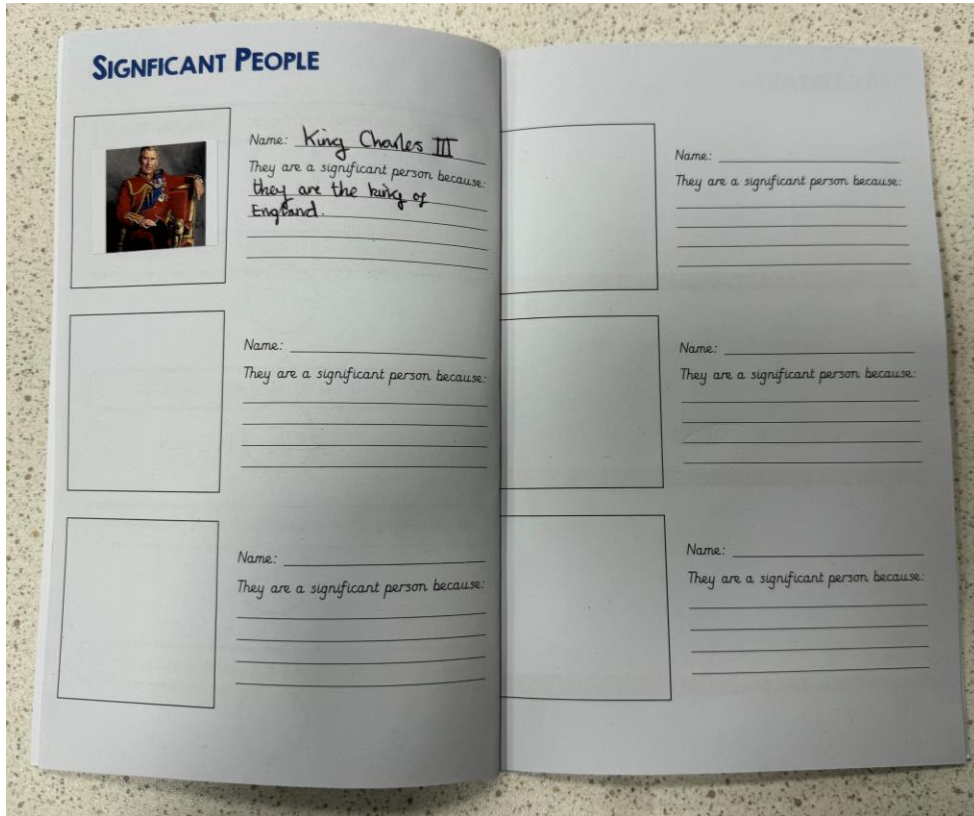 SIGNFICANT PEOPLE
Name: King Charles III
They are a significant person because:
they are the king of
England.
Name:
They are a significant person because:
Name:
They are a significant person because:
Name:
They are a significant person because:
Name:
They are a significant person because:
Name:
They are a significant person because: